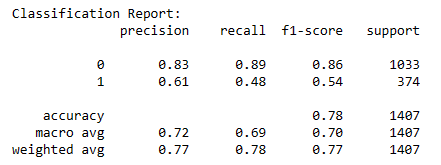 Classification Report:
precision recall f1-score support
0 0.83 0.89 0.86 1033
1 0.61 0.48 0.54 374
accuracy 0.78 1407
macro avg 0.72 0.69 0.70 1407
weighted avg 0.77 0.78 0.77 1407